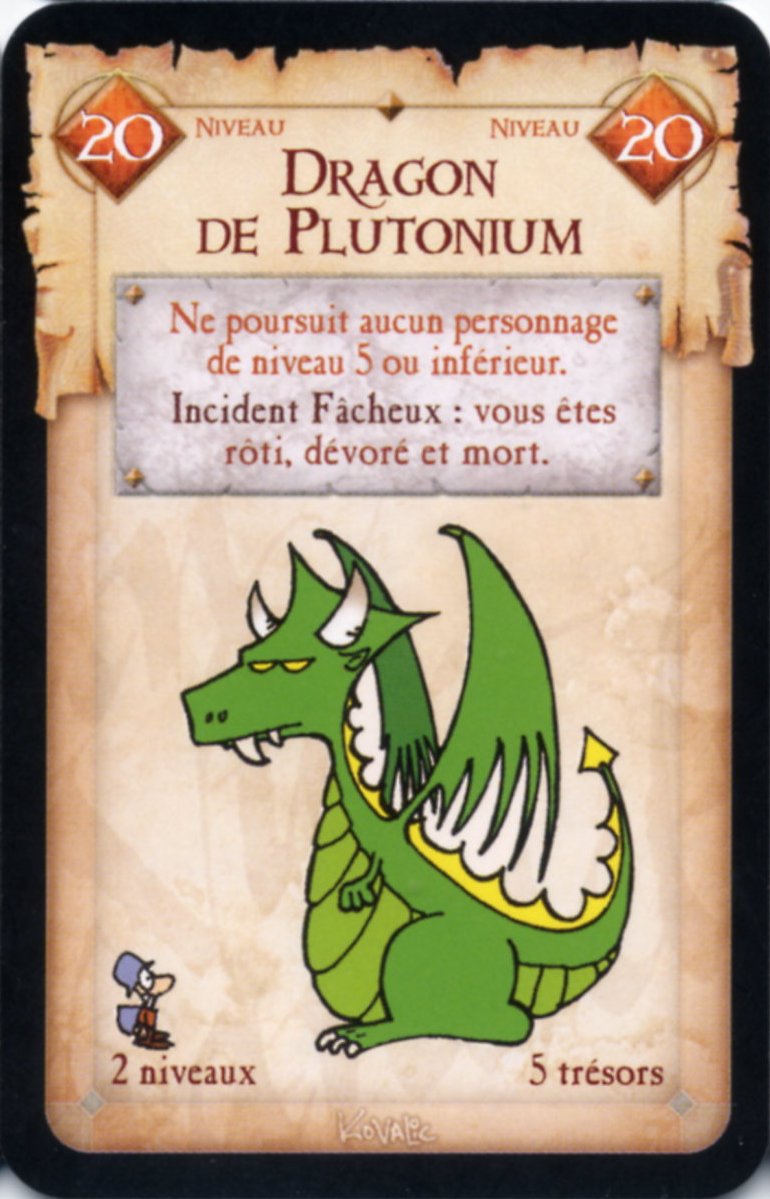 20 Niveau Niveau 20
Dragon
de Plutonium
Ne poursuit aucun personnage
de niveau 5 ou inférieur.
Incident Fâcheux : vous êtes
rôti, dévoré et mort.
2 niveaux 5 trésors
Kovalic